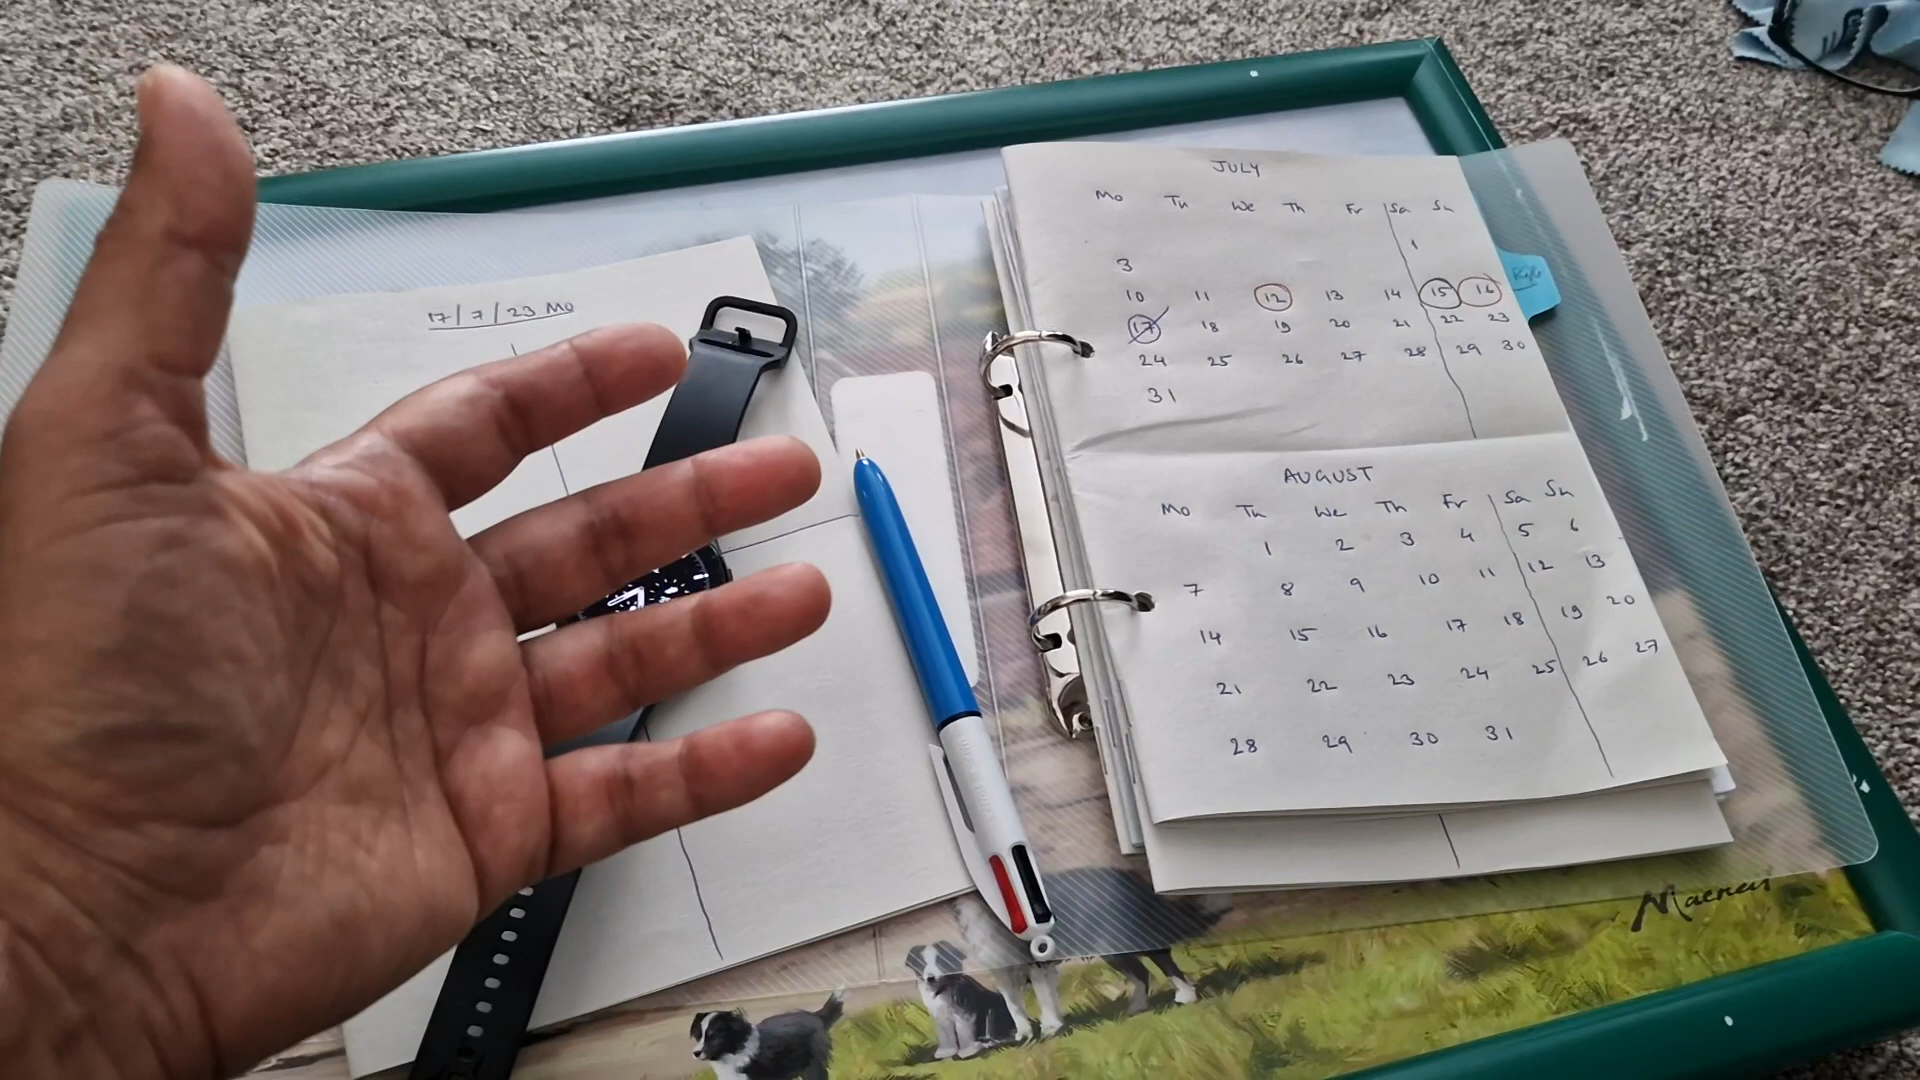 17/7/23 Mo
JULY
Mo Tu We Th Fr Sa Su
1
3
10 11 12 13 14 15 16
17 18 19 20 21 22 23
24 25 26 27 28 29 30
31
AUGUST
Mo Tu We Th Fr Sa Su
1 2 3 4 5 6
7 8 9 10 11 12 13
14 15 16 17 18 19 20
21 22 23 24 25 26 27
28 29 30 31